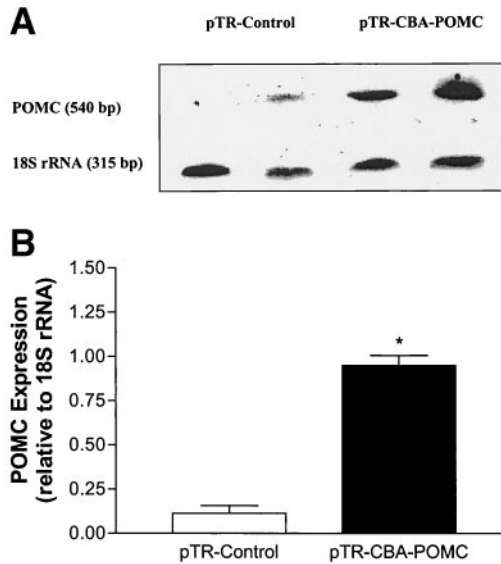 A
pTR-Control pTR-CBA-POMC
POMC (540 bp)
18S rRNA (315 bp)
B
POMC Expression
(relative to 18S rRNA)
1.50
1.25
1.00
0.75
0.50
0.25
0.00
*
pTR-Control pTR-CBA-POMC